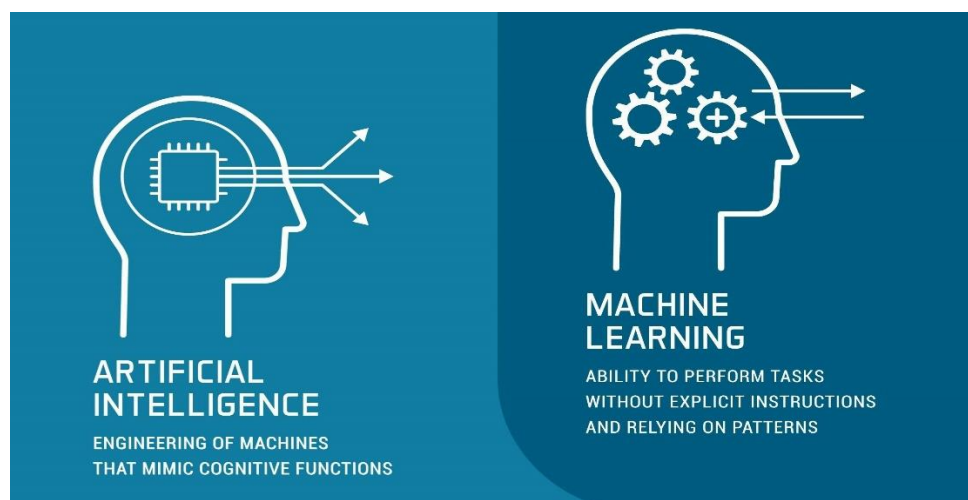 ARTIFICIAL
INTELLIGENCE
ENGINEERING OF MACHINES
THAT MIMIC COGNITIVE FUNCTIONS
MACHINE
LEARNING
ABILITY TO PERFORM TASKS
WITHOUT EXPLICIT INSTRUCTIONS
AND RELYING ON PATTERNS